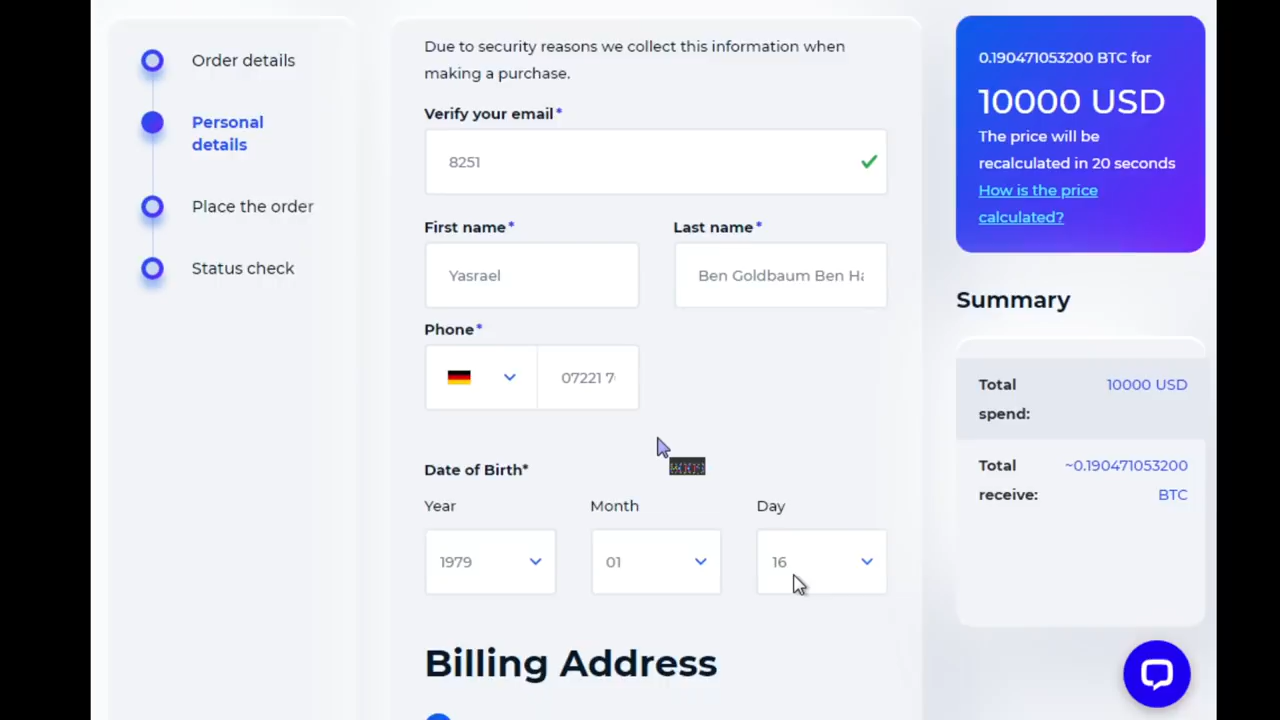 Order details
Personal
details
Place the order
Status check
Due to security reasons we collect this information when
making a purchase.
Verify your email*
8251
First name*
Last name*
Yasrael
Ben Goldbaum Ben Ha
Phone*
07221 7
Date of Birth*
Year
Month
Day
1979
01
16
Billing Address
0.190471053200 BTC for
10000 USD
The price will be
recalculated in 20 seconds
How is the price
calculated?
Summary
Total
spend:
10000 USD
Total
receive:
~0.190471053200
BTC